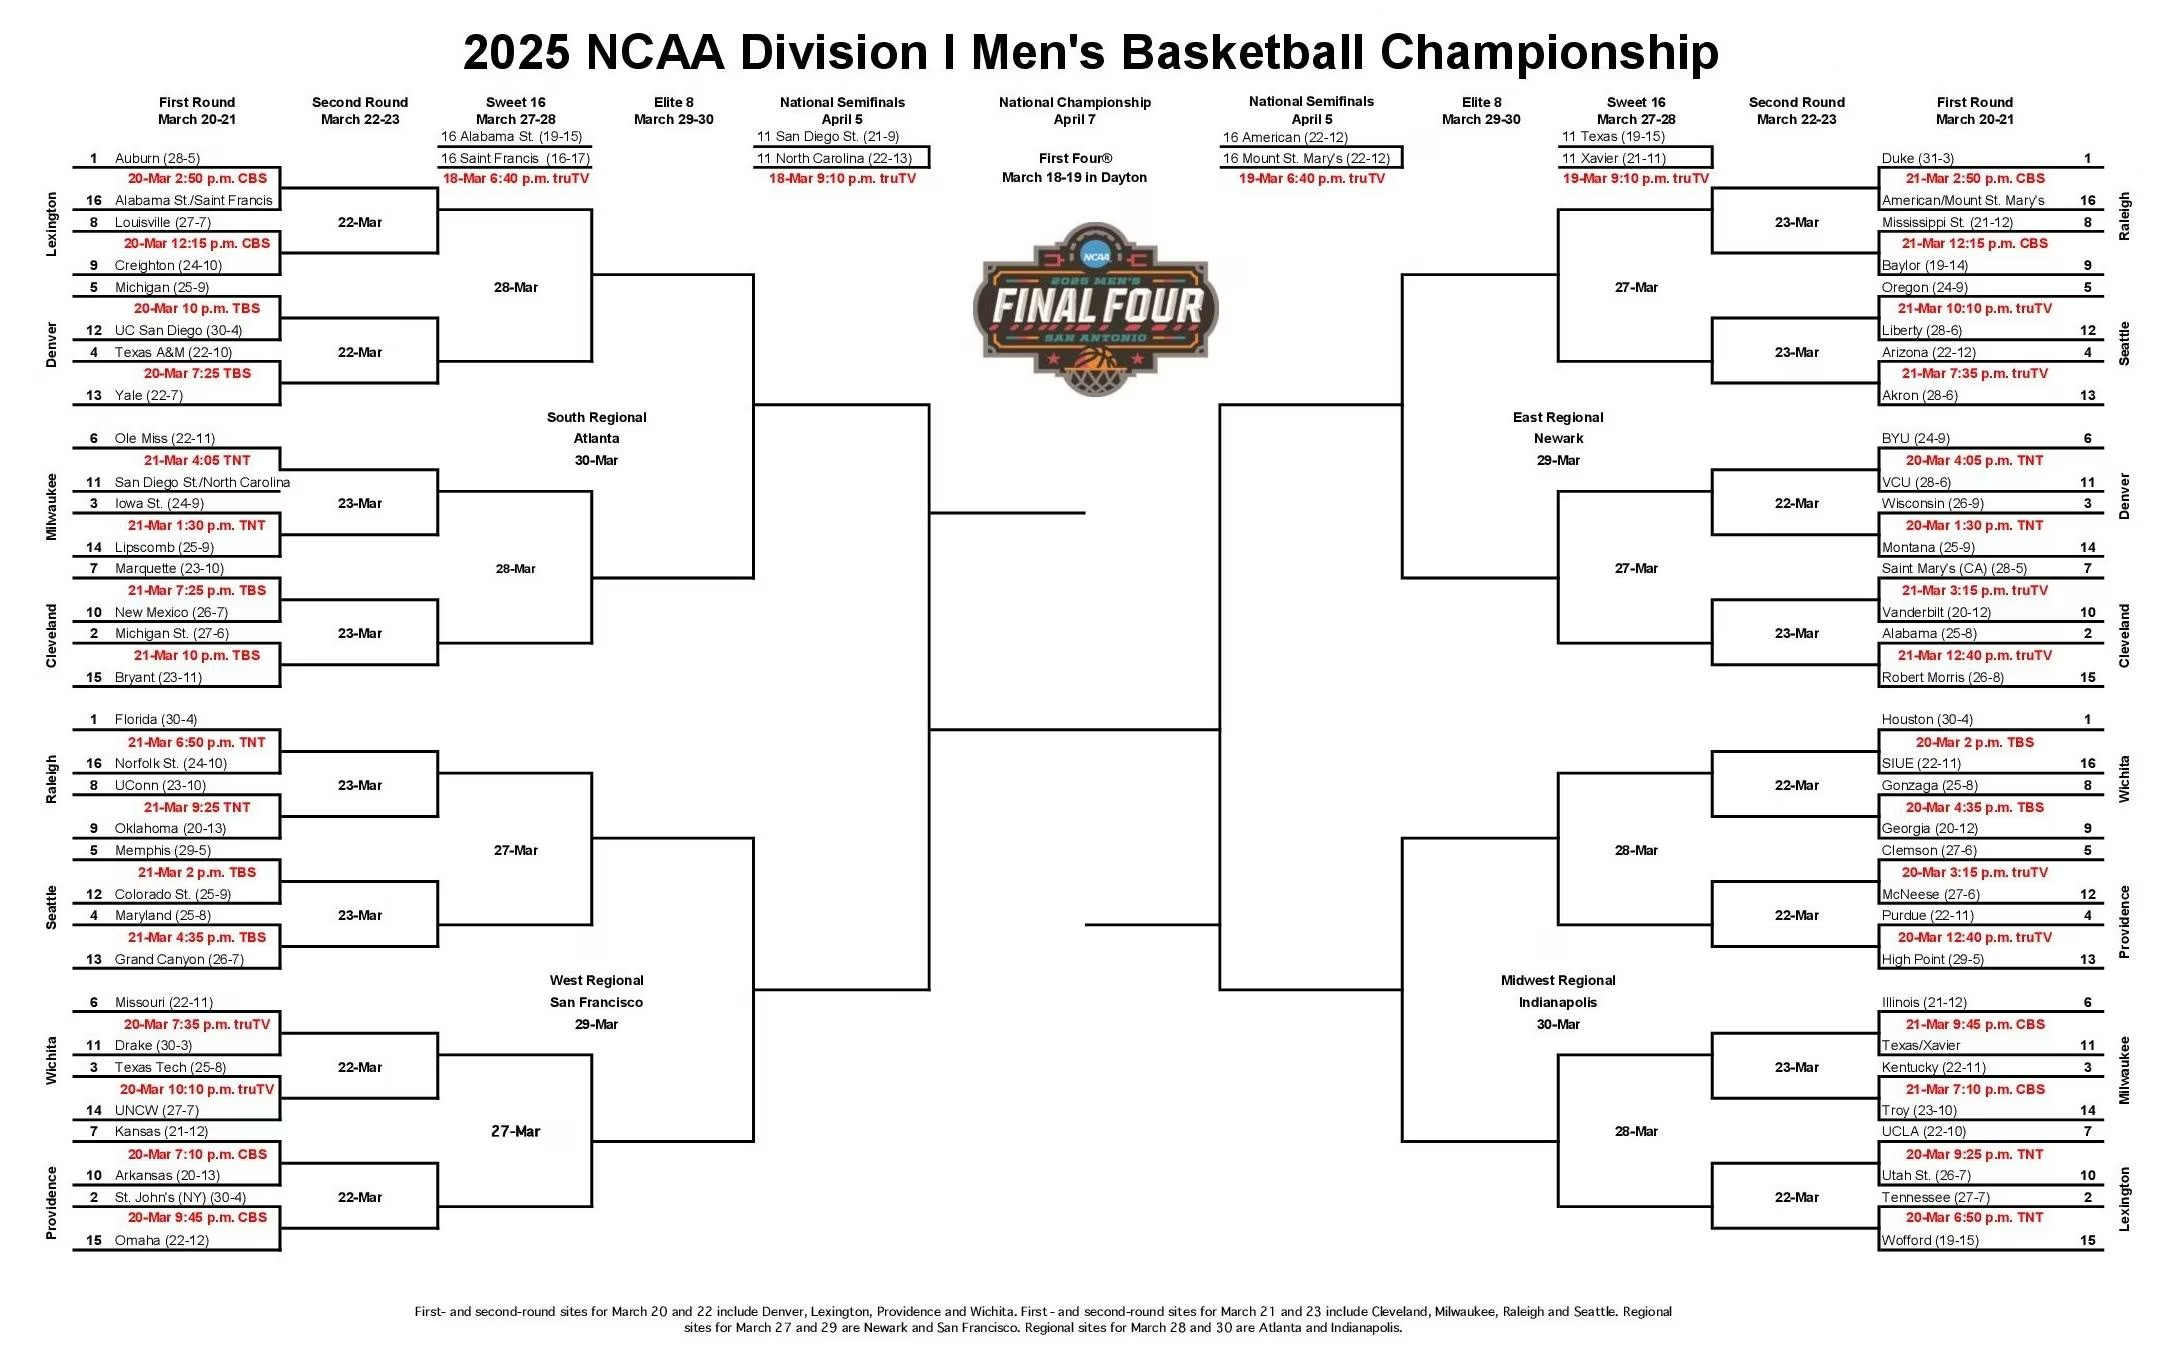 2025 NCAA Division I Men's Basketball Championship
First Round
March 20-21
Second Round
March 22-23
Sweet 16
March 27-28
Elite 8
March 29-30
National Semifinals
April 5
National Championship
April 7
National Semifinals
April 5
Elite 8
March 29-30
Sweet 16
March 27-28
Second Round
March 22-23
First Round
March 20-21
16 Alabama St. (19-15)
16 Saint Francis (16-17)
18-Mar 6:40 p.m. truTV
11 San Diego St. (21-9)
11 North Carolina (22-13)
18-Mar 9:10 p.m. truTV
First Four®
March 18-19 in Dayton
16 American (22-12)
16 Mount St. Mary's (22-12)
19-Mar 6:40 p.m. truTV
11 Texas (19-15)
11 Xavier (21-11)
19-Mar 9:10 p.m. truTV
Lexington
1 Auburn (28-5)
20-Mar 2:50 p.m. CBS
16 Alabama St./Saint Francis
8 Louisville (27-7)
20-Mar 12:15 p.m. CBS
9 Creighton (24-10)
Denver
5 Michigan (25-9)
20-Mar 10 p.m. TBS
12 UC San Diego (30-4)
4 Texas A&M (22-10)
20-Mar 7:25 TBS
13 Yale (22-7)
Milwaukee
6 Ole Miss (22-11)
21-Mar 4:05 TNT
11 San Diego St./North Carolina
3 Iowa St. (24-9)
21-Mar 1:30 p.m. TNT
14 Lipscomb (25-9)
Cleveland
7 Marquette (23-10)
21-Mar 7:25 p.m. TBS
10 New Mexico (26-7)
2 Michigan St. (27-6)
21-Mar 10 p.m. TBS
15 Bryant (23-11)
22-Mar
22-Mar
23-Mar
23-Mar
28-Mar
28-Mar
South Regional
Atlanta
30-Mar
Raleigh
1 Florida (30-4)
21-Mar 6:50 p.m. TNT
16 Norfolk St. (24-10)
8 UConn (23-10)
21-Mar 9:25 TNT
9 Oklahoma (20-13)
Seattle
5 Memphis (29-5)
21-Mar 2 p.m. TBS
12 Colorado St. (25-9)
4 Maryland (25-8)
21-Mar 4:35 p.m. TBS
13 Grand Canyon (26-7)
Wichita
6 Missouri (22-11)
20-Mar 7:35 p.m. truTV
11 Drake (30-3)
3 Texas Tech (25-8)
20-Mar 10:10 p.m. truTV
14 UNCW (27-7)
Providence
7 Kansas (21-12)
20-Mar 7:10 p.m. CBS
10 Arkansas (20-13)
2 St. John's (NY) (30-4)
20-Mar 9:45 p.m. CBS
15 Omaha (22-12)
23-Mar
23-Mar
22-Mar
22-Mar
27-Mar
27-Mar
West Regional
San Francisco
29-Mar
NCAA
2025 MEN'S
FINAL FOUR
SAN ANTONIO
Duke (31-3) 1
21-Mar 2:50 p.m. CBS
American/Mount St. Mary's 16
Mississippi St. (21-12) 8
21-Mar 12:15 p.m. CBS
Baylor (19-14) 9
Raleigh
Oregon (24-9) 5
21-Mar 10:10 p.m. truTV
Liberty (28-6) 12
Arizona (22-12) 4
21-Mar 7:35 p.m. truTV
Akron (28-6) 13
Seattle
BYU (24-9) 6
20-Mar 4:05 p.m. TNT
VCU (28-6) 11
Wisconsin (26-9) 3
20-Mar 1:30 p.m. TNT
Montana (25-9) 14
Denver
Saint Mary's (CA) (28-5) 7
21-Mar 3:15 p.m. truTV
Vanderbilt (20-12) 10
Alabama (25-8) 2
21-Mar 12:40 p.m. truTV
Robert Morris (26-8) 15
Cleveland
23-Mar
23-Mar
22-Mar
23-Mar
27-Mar
27-Mar
East Regional
Newark
29-Mar
Houston (30-4) 1
20-Mar 2 p.m. TBS
SIUE (22-11) 16
Gonzaga (25-8) 8
20-Mar 4:35 p.m. TBS
Georgia (20-12) 9
Wichita
Clemson (27-6) 5
20-Mar 3:15 p.m. truTV
McNeese (27-6) 12
Purdue (22-11) 4
20-Mar 12:40 p.m. truTV
High Point (29-5) 13
Providence
Illinois (21-12) 6
21-Mar 9:45 p.m. CBS
Texas/Xavier 11
Kentucky (22-11) 3
21-Mar 7:10 p.m. CBS
Troy (23-10) 14
Milwaukee
UCLA (22-10) 7
20-Mar 9:25 p.m. TNT
Utah St. (26-7) 10
Tennessee (27-7) 2
20-Mar 6:50 p.m. TNT
Wofford (19-15) 15
Lexington
22-Mar
22-Mar
23-Mar
22-Mar
28-Mar
28-Mar
Midwest Regional
Indianapolis
30-Mar
First- and second-round sites for March 20 and 22 include Denver, Lexington, Providence and Wichita. First - and second-round sites for March 21 and 23 include Cleveland, Milwaukee, Raleigh and Seattle. Regional
sites for March 27 and 29 are Newark and San Francisco. Regional sites for March 28 and 30 are Atlanta and Indianapolis.